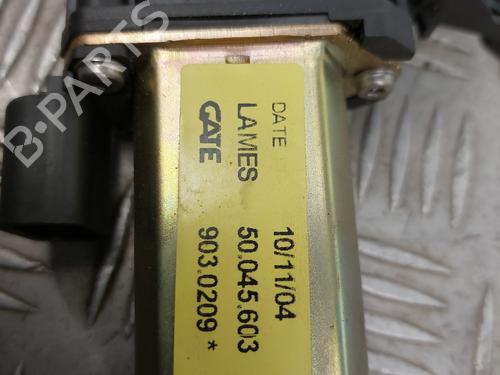 DATE 10/11/04
LAMES 50.045.603
GATE 903.0209 *
B-PARTS